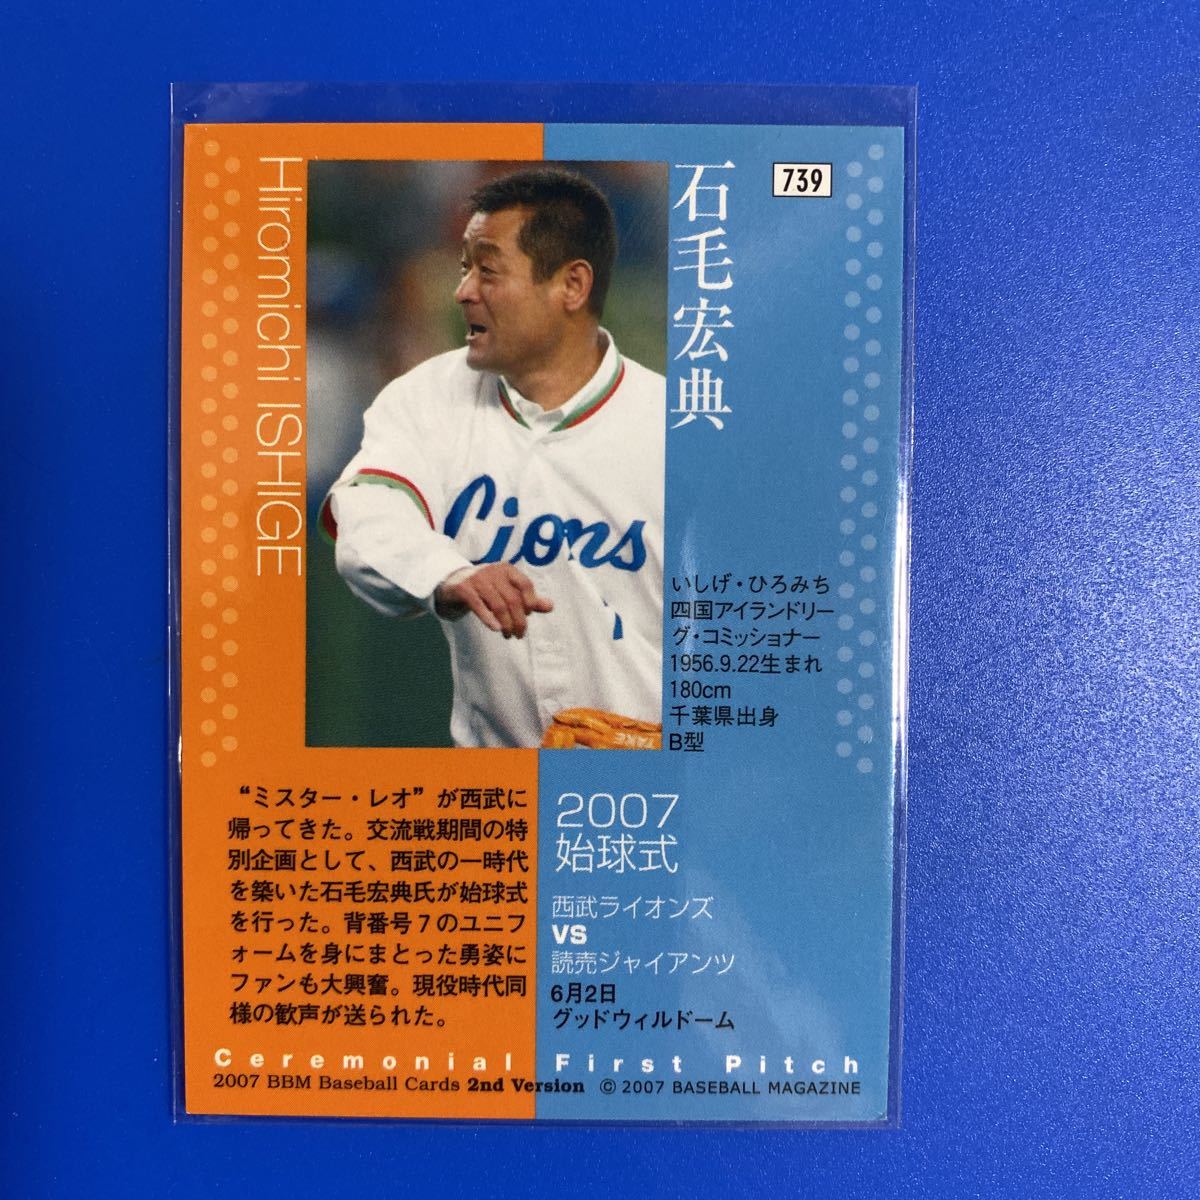 739
石毛宏典
Hiromichi ISHIGE
Lions
いしげ・ひろみち
四国アイランドリー
グ・コミッショナー
1956.9.22生まれ
180cm
千葉県出身
B型
“ミスター・レオ”が西武に
帰ってきた。交流戦期間の特
別企画として、西武の一時代
を築いた石毛宏典氏が始球式
を行った。背番号7のユニフ
ォームを身にまとった勇姿に
ファンも大興奮。現役時代同
様の歓声が送られた。
2007
始球式
西武ライオンズ
VS
読売ジャイアンツ
6月2日
グッドウィルドーム
Ceremonial First Pitch
2007 BBM Baseball Cards 2nd Version © 2007 BASEBALL MAGAZINE